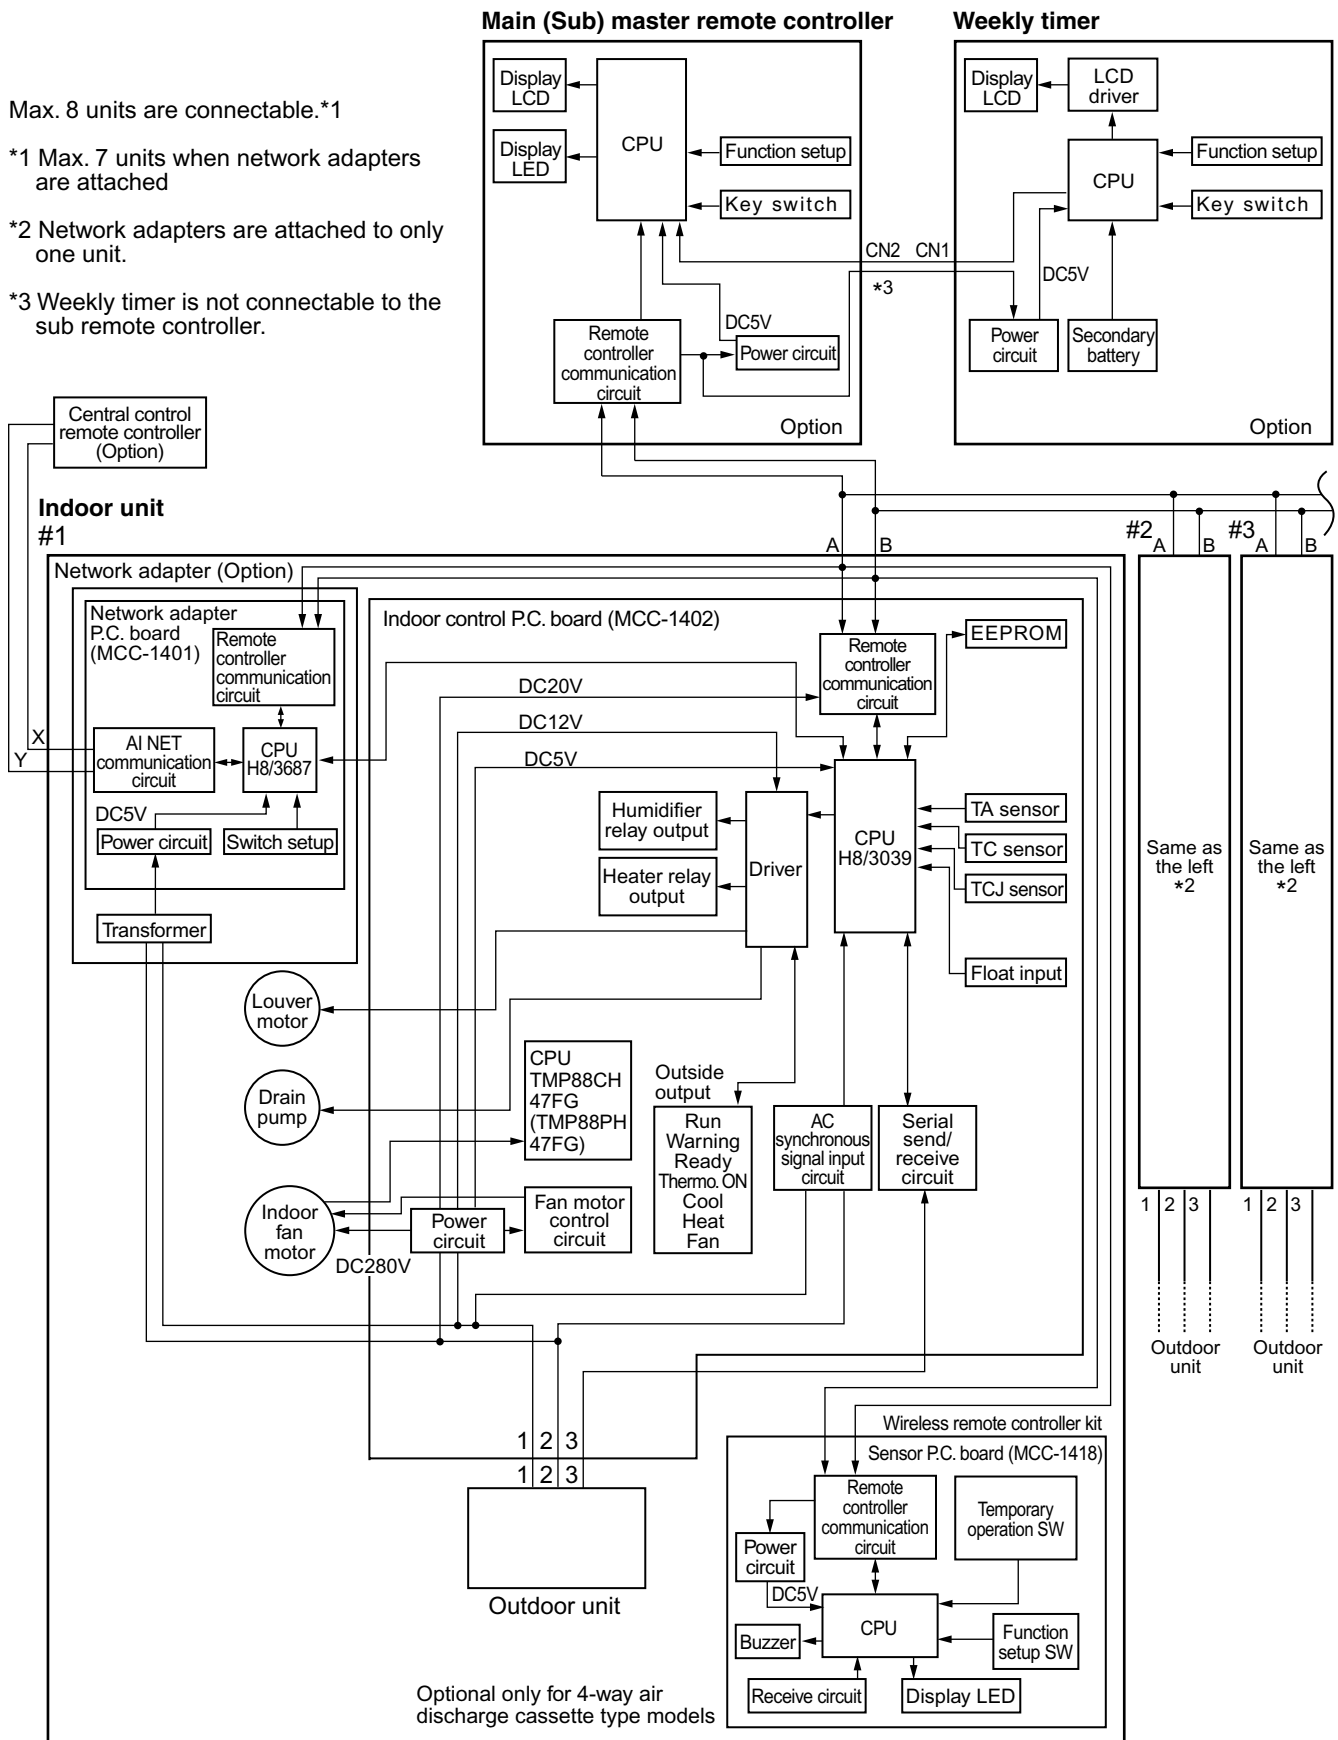 Main (Sub) master remote controller
Weekly timer
Max. 8 units are connectable.*1
*1 Max. 7 units when network adapters
are attached
*2 Network adapters are attached to only
one unit.
*3 Weekly timer is not connectable to the
sub remote controller.
Display
LCD
Display
LED
CPU
Function setup
Key switch
Remote
controller
communication
circuit
DC5V
Power circuit
Option
CN2
CN1
*3
Display
LCD
LCD
driver
CPU
Function setup
Key switch
DC5V
Power
circuit
Secondary
battery
Option
Central control
remote controller
(Option)
Indoor unit
#1
A
B
#2
A
B
#3
A
B
Network adapter (Option)
Network adapter
P.C. board
(MCC-1401)
Remote
controller
communication
circuit
X
Y
AI NET
communication
circuit
CPU
H8/3687
DC5V
Power circuit
Switch setup
Transformer
Indoor control P.C. board (MCC-1402)
Remote
controller
communication
circuit
EEPROM
DC20V
DC12V
DC5V
Humidifier
relay output
Heater relay
output
Driver
CPU
H8/3039
TA sensor
TC sensor
TCJ sensor
Float input
Same as
the left
*2
Same as
the left
*2
Louver
motor
Drain
pump
Indoor
fan
motor
CPU
TMP88CH
47FG
(TMP88PH
47FG)
Outside
output
Run
Warning
Ready
Thermo. ON
Cool
Heat
Fan
AC
synchronous
signal input
circuit
Serial
send/
receive
circuit
Power
circuit
Fan motor
control
circuit
DC280V
1 2 3
1 2 3
Outdoor
unit
Outdoor
unit
1 2 3
1 2 3
Outdoor unit
Wireless remote controller kit
Sensor P.C. board (MCC-1418)
Remote
controller
communication
circuit
Temporary
operation SW
Power
circuit
DC5V
CPU
Buzzer
Function
setup SW
Receive circuit
Display LED
Optional only for 4-way air
discharge cassette type models